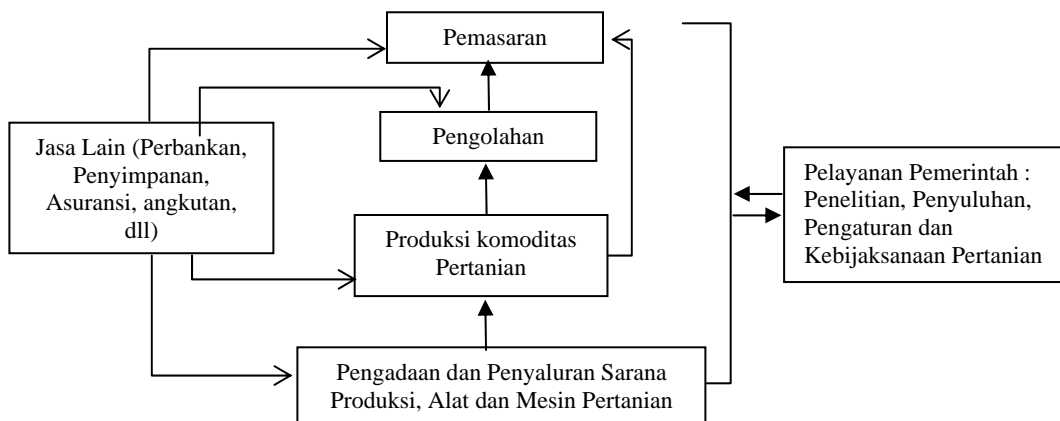 Pemasaran
Pengolahan
Jasa Lain (Perbankan,
Penyimpanan,
Asuransi, angkutan,
dll)
Pelayanan Pemerintah :
Penelitian, Penyuluhan,
Pengaturan dan
Kebijaksanaan Pertanian
Produksi komoditas
Pertanian
Pengadaan dan Penyaluran Sarana
Produksi, Alat dan Mesin Pertanian